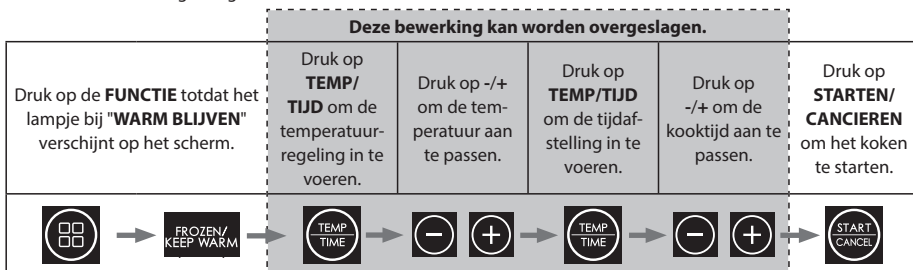 Deze bewerking kan worden overgeslagen.
Druk op de FUNCTIE totdat het
lampje bij "WARM BLIJVEN"
verschijnt op het scherm.
Druk op
TEMP/
TIJD om de
temperatuur-
regeling in te
voeren.
Druk op -/+
om de tem-
peratuur aan
te passen.
Druk op
TEMP/TIJD
om de tijdaf-
stelling in te
voeren.
Druk op
-/+ om de
kooktijd aan te
passen.
Druk op
STARTEN/
CANCIEREN
om het koken
te starten.
FROZEN/
KEEP WARM
TEMP
TIME
- +
TEMP
TIME
- +
START
CANCEL